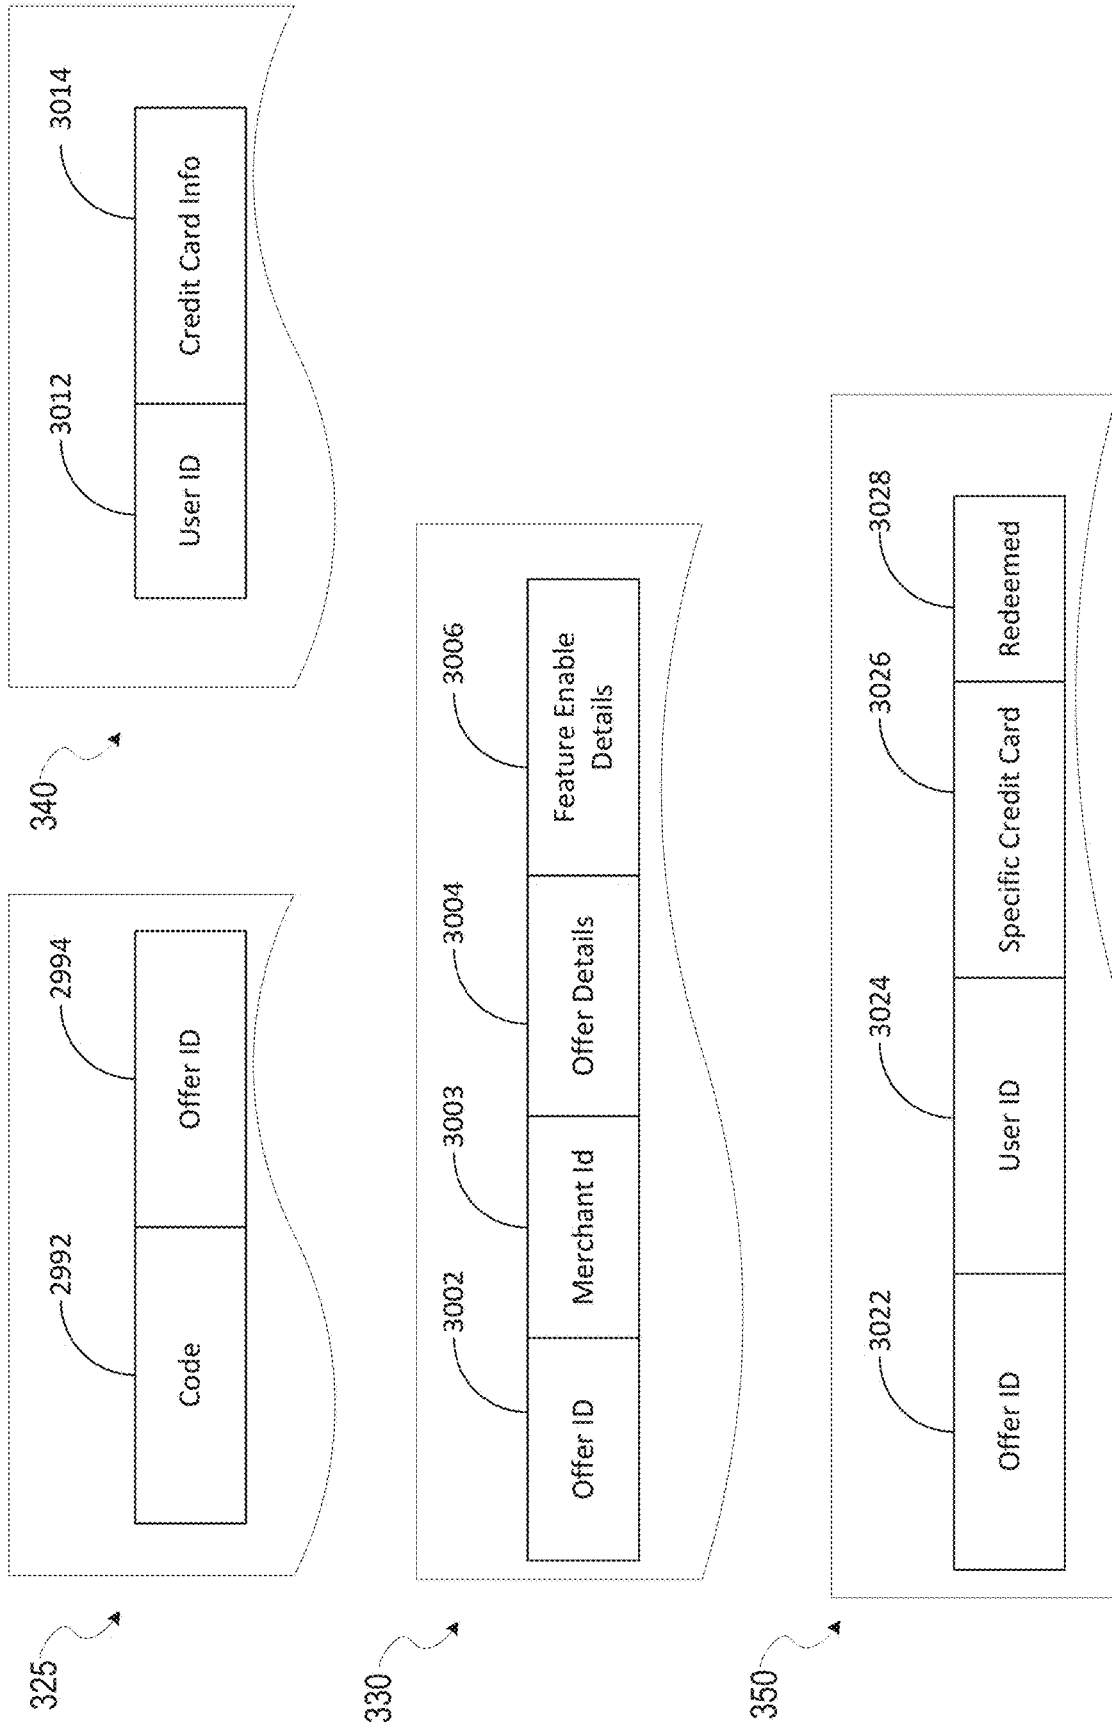 325
2992
2994
Code
Offer ID
340
3012
3014
User ID
Credit Card Info
330
3002
3003
3004
3006
Offer ID
Merchant Id
Offer Details
Feature Enable
Details
350
3022
3024
3026
3028
Offer ID
User ID
Specific Credit Card
Redeemed